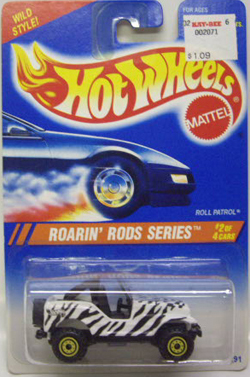 WILD
STYLE!
Hot Wheels
FOR AGES
KAY-BEE 6
002071
$1.09
MATTEL
ROLL PATROL
ROARIN' RODS SERIES
#2 OF
4 CARS